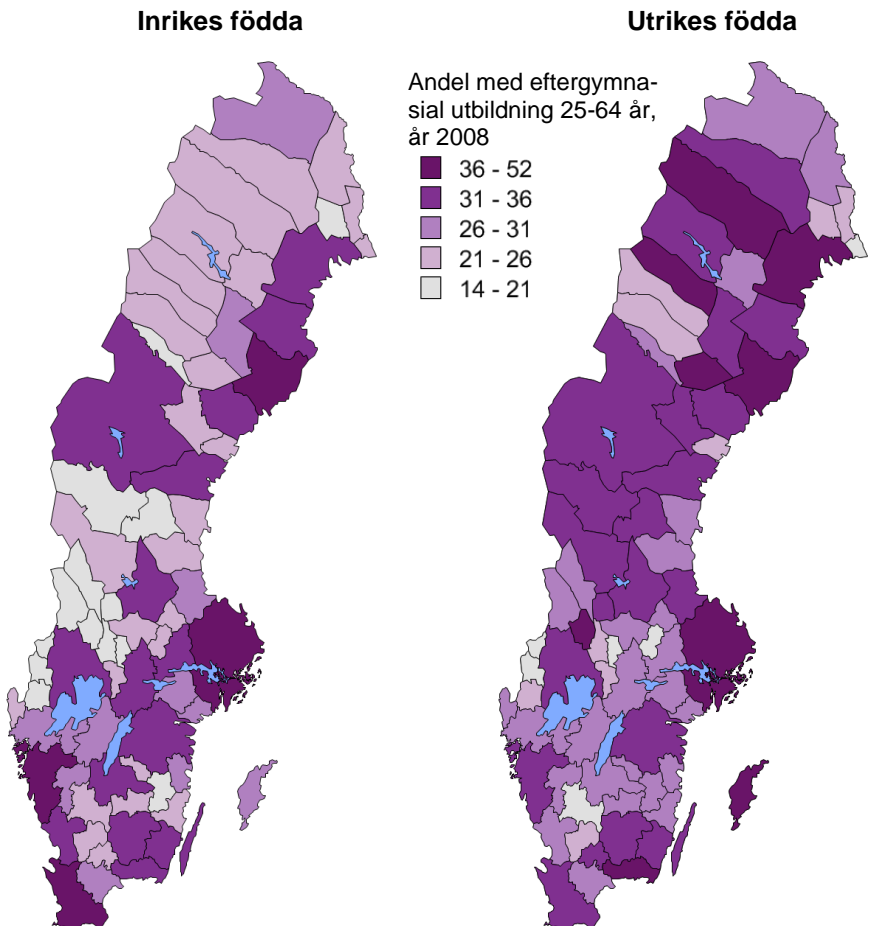 Inrikes födda
Utrikes födda
Andel med eftergymna-
sial utbildning 25-64 år,
år 2008
36 - 52
31 - 36
26 - 31
21 - 26
14 - 21